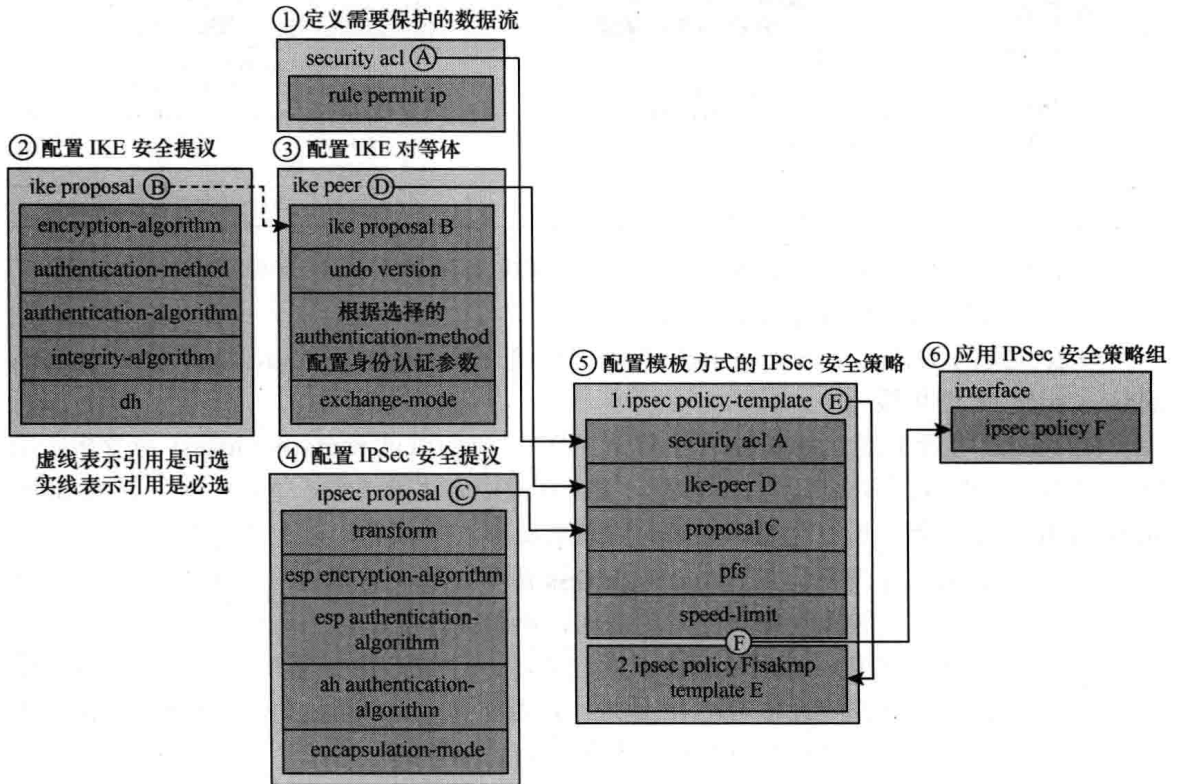 ① 定义需要保护的数据流
security acl Ⓐ
rule permit ip
② 配置 IKE 安全提议
ike proposal Ⓑ
encryption-algorithm
authentication-method
authentication-algorithm
integrity-algorithm
dh
虚线表示引用是可选
实线表示引用是必选
③ 配置 IKE 对等体
ike peer Ⓓ
ike proposal B
undo version
根据选择的
authentication-method
配置身份认证参数
exchange-mode
④ 配置 IPSec 安全提议
ipsec proposal Ⓒ
transform
esp encryption-algorithm
esp authentication-
algorithm
ah authentication-
algorithm
encapsulation-mode
⑤ 配置模板方式的 IPSec 安全策略
1.ipsec policy-template Ⓔ
security acl A
lke-peer D
proposal C
pfs
speed-limit
Ⓕ
2.ipsec policy Fisakmp
template E
⑥ 应用 IPSec 安全策略组
interface
ipsec policy F